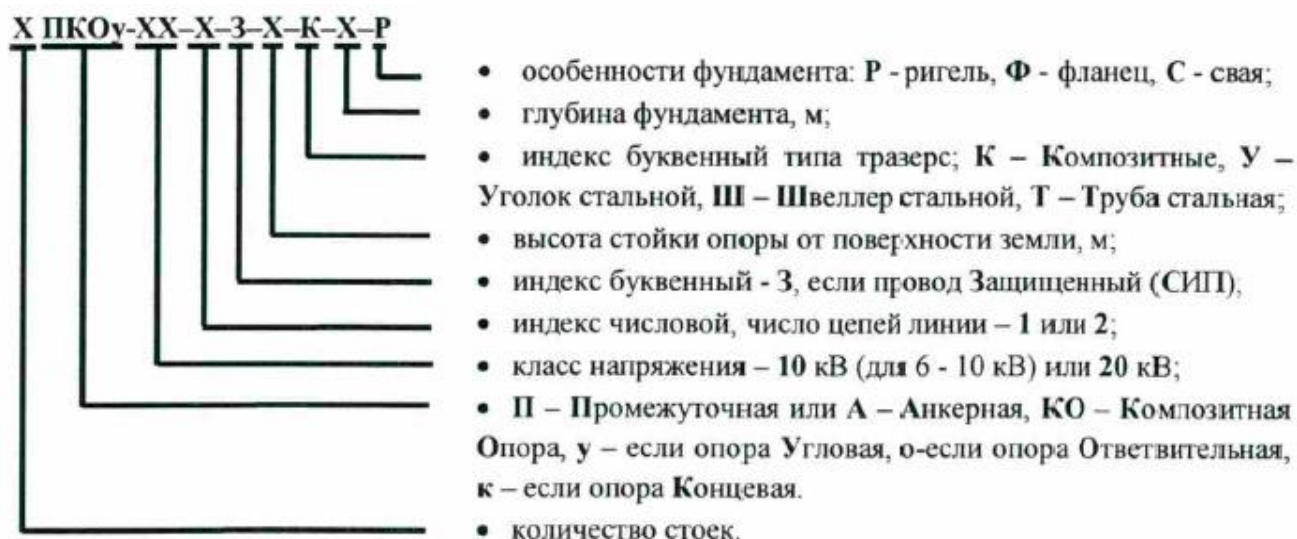 Х ПКОу-ХХ–Х–З–Х–К–Х–Р
• особенности фундамента: Р - ригель, Ф - фланец, С - свая;
• глубина фундамента, м;
• индекс буквенный типа тразерс; К – Композитные, У –
Уголок стальной, Ш – Швеллер стальной, Т – Труба стальная;
• высота стойки опоры от поверхности земли, м;
• индекс буквенный - З, если провод Защищенный (СИП);
• индекс числовой, число цепей линии – 1 или 2;
• класс напряжения – 10 кВ (для 6 - 10 кВ) или 20 кВ;
• П – Промежуточная или А – Анкерная, КО – Композитная
Опора, у – если опора Угловая, о-если опора Ответвительная,
к – если опора Концевая.
• количество стоек.